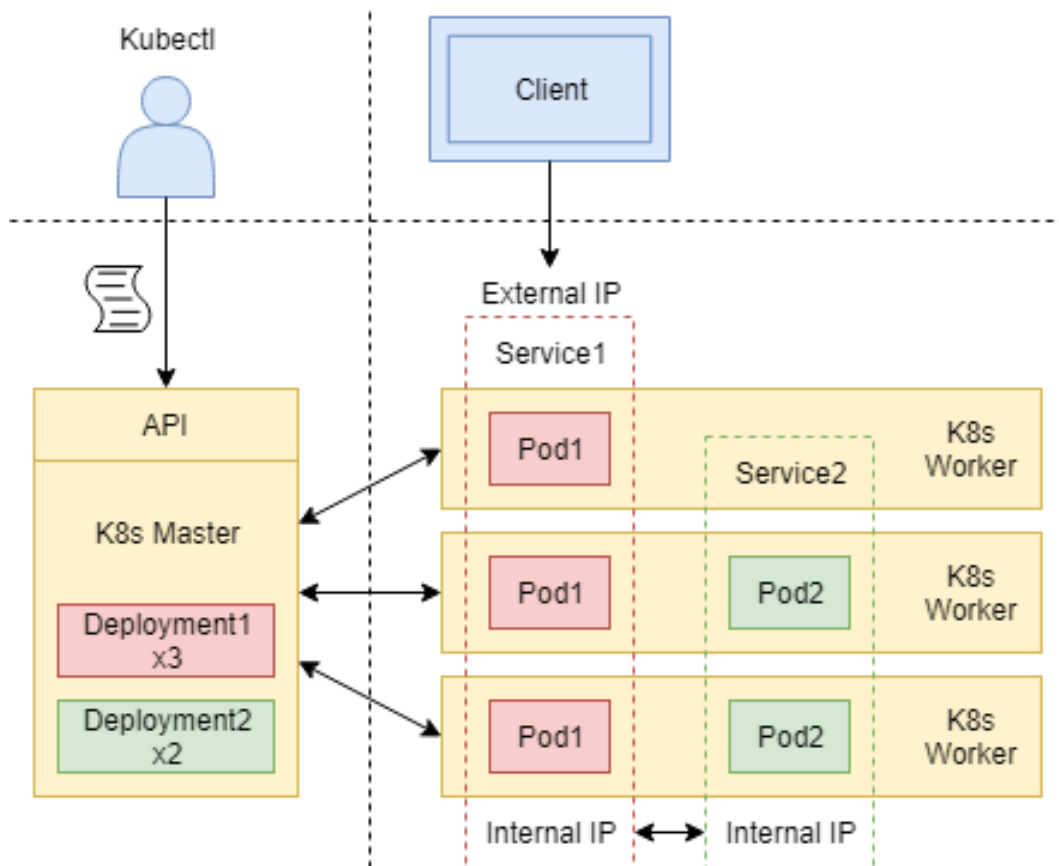 Kubectl
Client
External IP
Service1
API
K8s Master
Deployment1
x3
Deployment2
x2
Pod1
K8s
Worker
Service2
Pod1
Pod2
K8s
Worker
Pod1
Pod2
K8s
Worker
Internal IP
Internal IP